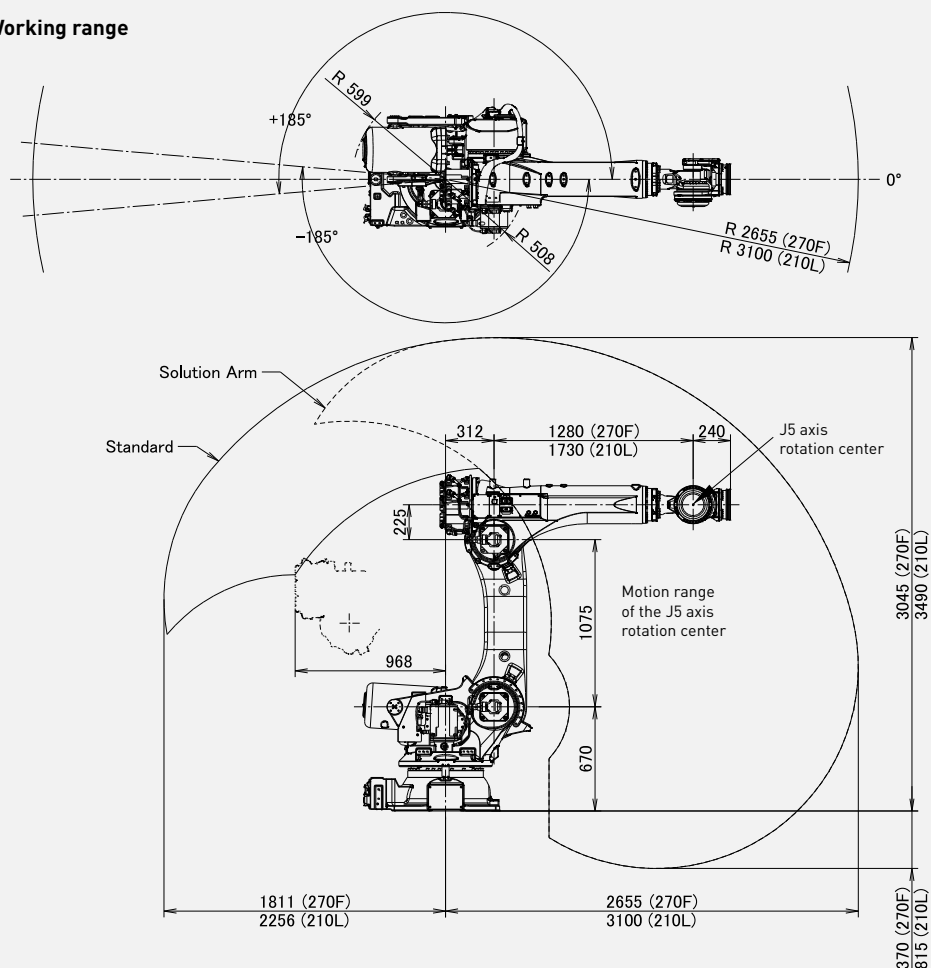 Working range
R 599
+185°
0°
-185°
R 508
R 2655 (270F)
R 3100 (210L)
Solution Arm
Standard
312
1280 (270F)
1730 (210L)
240
J5 axis
rotation center
225
Motion range
of the J5 axis
rotation center
1075
968
670
3045 (270F)
3490 (210L)
1811 (270F)
2256 (210L)
2655 (270F)
3100 (210L)
370 (270F)
815 (210L)